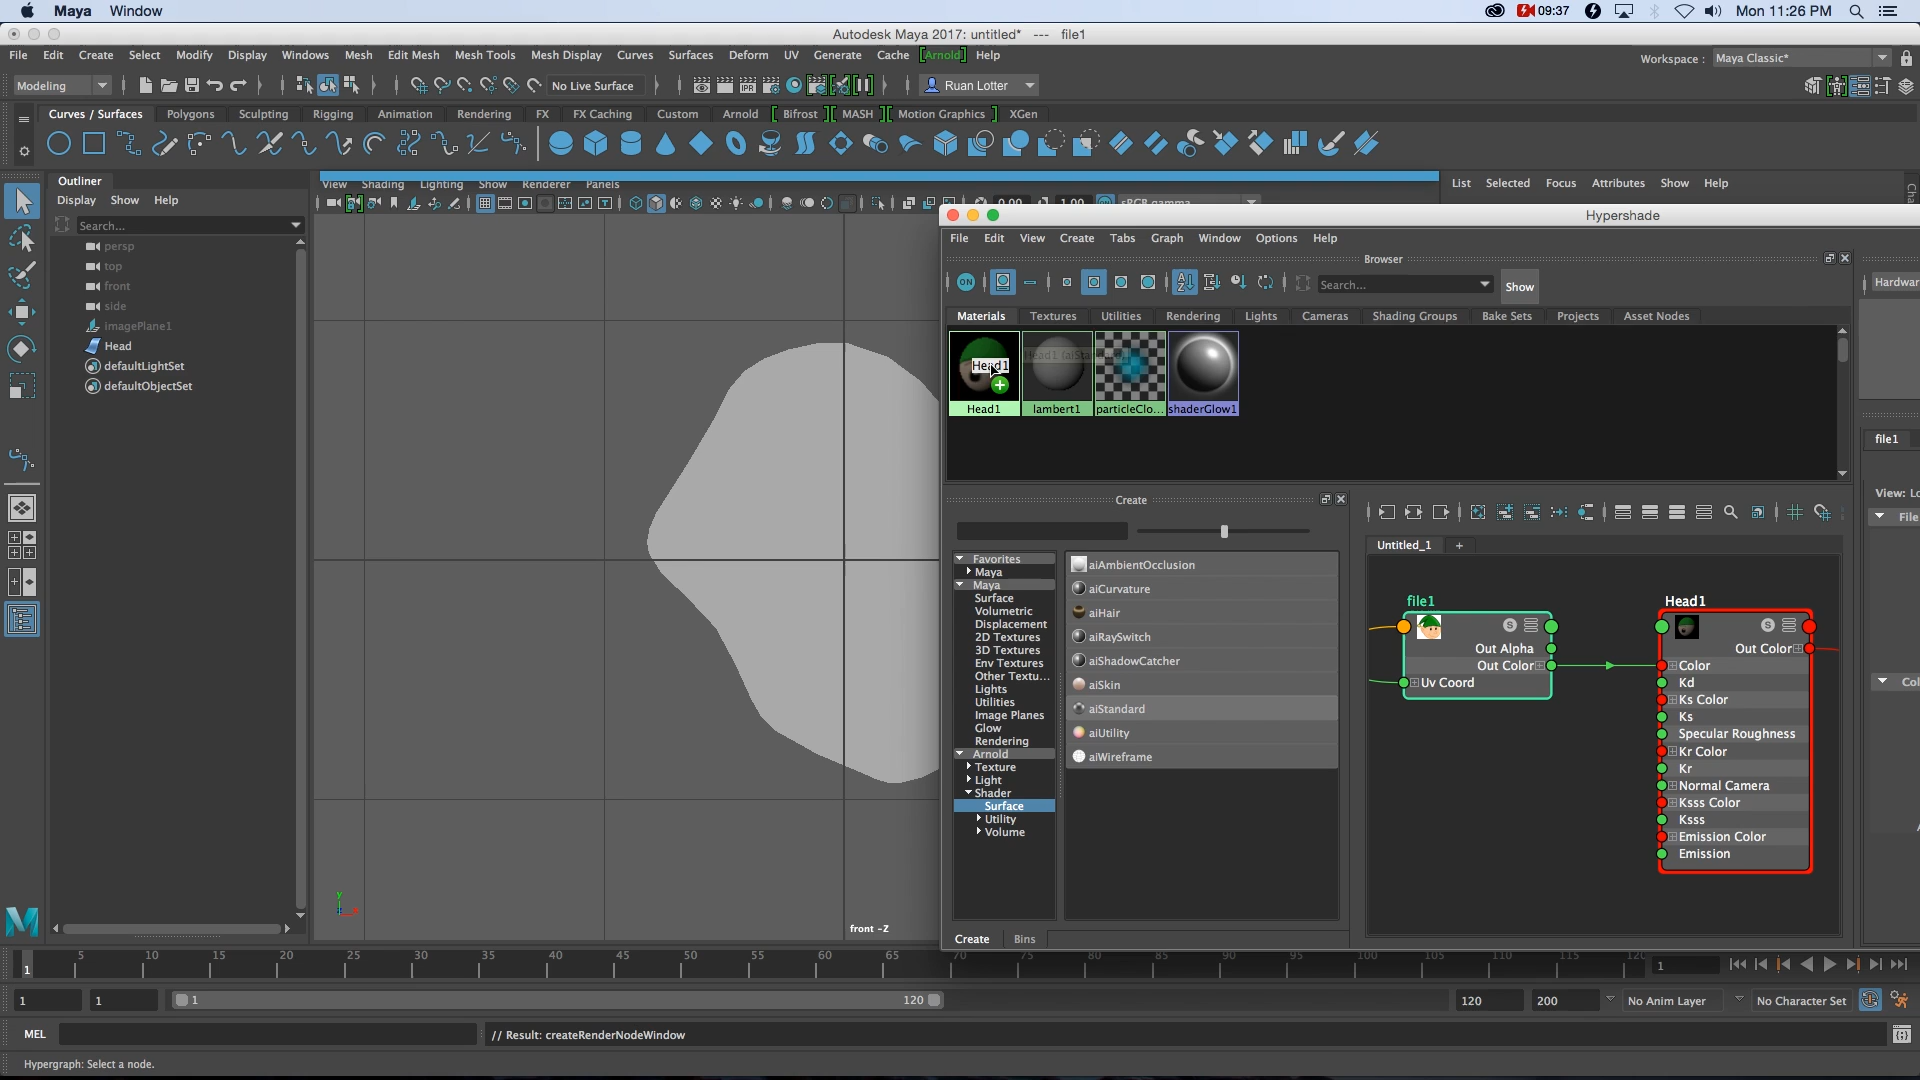 Maya Window
09:37 Mon 11:26 PM
Autodesk Maya 2017: untitled* --- file1
File Edit Create Select Modify Display Windows Mesh Edit Mesh Mesh Tools Mesh Display Curves Surfaces Deform UV Generate Cache [Arnold] Help
Workspace : Maya Classic*
Modeling No Live Surface Ruan Lotter
Curves / Surfaces Polygons Sculpting Rigging Animation Rendering FX FX Caching Custom Arnold Bifrost MASH Motion Graphics XGen
Outliner
Display Show Help
Search...
persp
top
front
side
imagePlane1
Head
defaultLightSet
defaultObjectSet
View Shading Lighting Show Renderer Panels
0.00 1.00 sRGB gamma
List Selected Focus Attributes Show Help
front -Z
Hypershade
File Edit View Create Tabs Graph Window Options Help
Browser
ON Search... Show
Hardwar
Materials Textures Utilities Rendering Lights Cameras Shading Groups Bake Sets Projects Asset Nodes
Head1
Head1 lambert1 particleClo... shaderGlow1
Create
Favorites
Maya
Maya
Surface
Volumetric
Displacement
2D Textures
3D Textures
Env Textures
Other Textu...
Lights
Utilities
Image Planes
Glow
Rendering
Arnold
Texture
Light
Shader
Surface
Utility
Volume
aiAmbientOcclusion
aiCurvature
aiHair
aiRaySwitch
aiShadowCatcher
aiSkin
aiStandard
aiUtility
aiWireframe
Create Bins
Untitled_1 +
file1
Out Alpha
Out Color
Uv Coord
Head1
Out Color
Color
Kd
Ks Color
Ks
Specular Roughness
Kr Color
Kr
Normal Camera
Ksss Color
Ksss
Emission Color
Emission
file1
View: Lo
File
Col
1 5 10 15 20 25 30 35 40 45 50 55 60 65 70 75 80 85 90 95 100 105 110 115 120 1
1 1 1 120 120 200 No Anim Layer No Character Set
MEL // Result: createRenderNodeWindow
Hypergraph: Select a node.